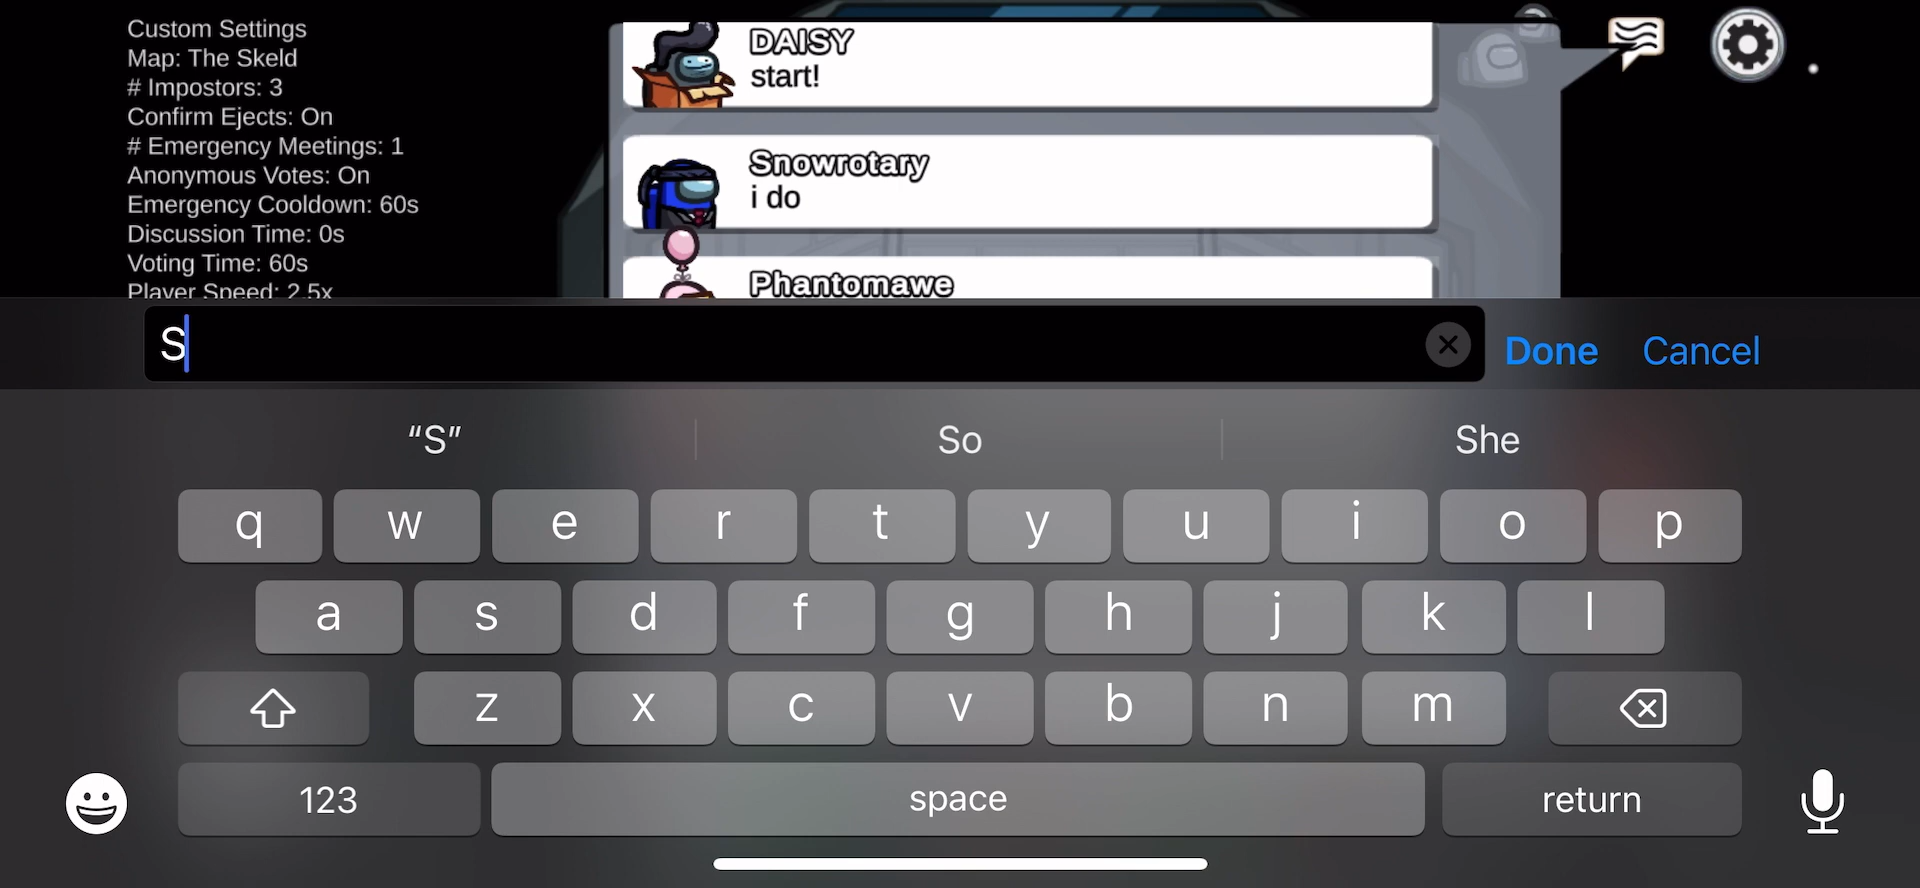 Custom Settings
Map: The Skeld
# Impostors: 3
Confirm Ejects: On
# Emergency Meetings: 1
Anonymous Votes: On
Emergency Cooldown: 60s
Discussion Time: 0s
Voting Time: 60s
Player Speed: 2.5x
DAISY
start!
Snowrotary
i do
Phantomawe
S
Done Cancel
“S” So She
q w e r t y u i o p
a s d f g h j k l
z x c v b n m
123 space return